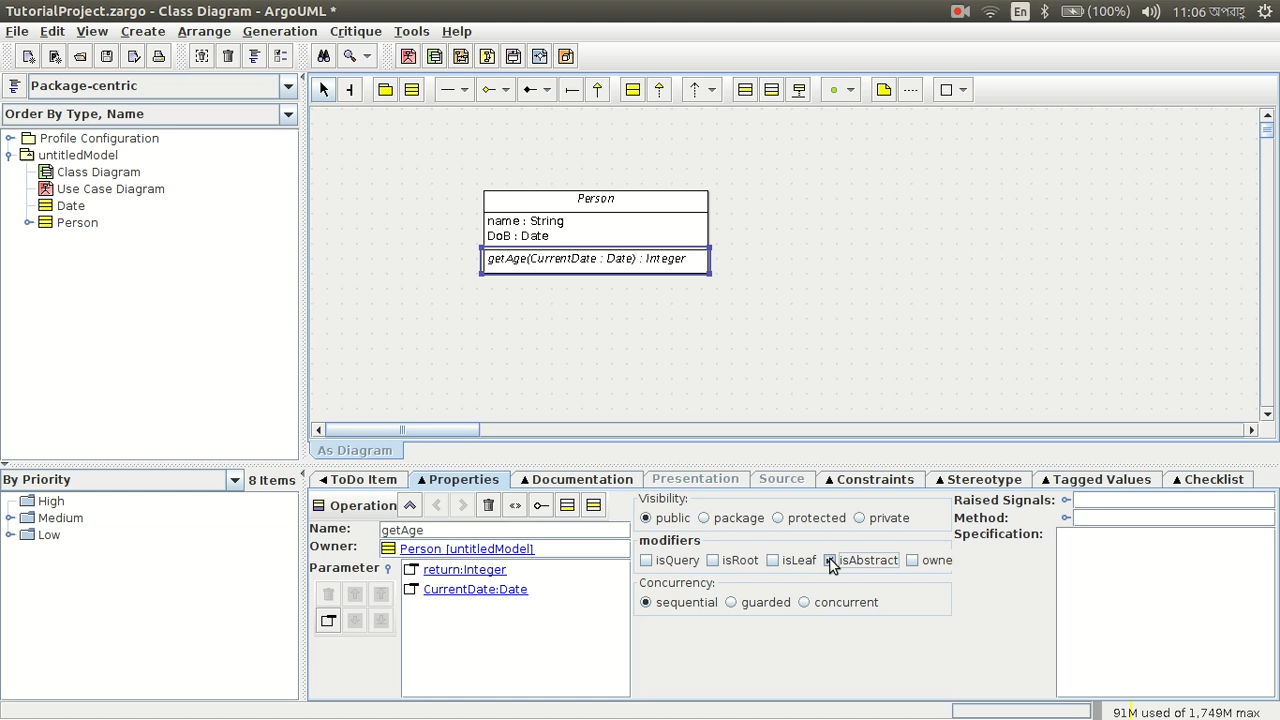 TutorialProject.zargo - Class Diagram - ArgoUML *
En (100%) 11:06 অপরাহ্ণ
File Edit View Create Arrange Generation Critique Tools Help
Package-centric
Order By Type, Name
Profile Configuration
untitledModel
Class Diagram
Use Case Diagram
Date
Person
Person
name : String
DoB : Date
getAge(CurrentDate : Date) : Integer
As Diagram
By Priority 8 Items
High
Medium
Low
ToDo Item Properties Documentation Presentation Source Constraints Stereotype Tagged Values Checklist
Operation
Name: getAge
Owner: Person [untitledModel]
Parameter
return:Integer
CurrentDate:Date
Visibility:
public package protected private
modifiers
isQuery isRoot isLeaf isAbstract owne
Concurrency:
sequential guarded concurrent
Raised Signals:
Method:
Specification:
91M used of 1,749M max